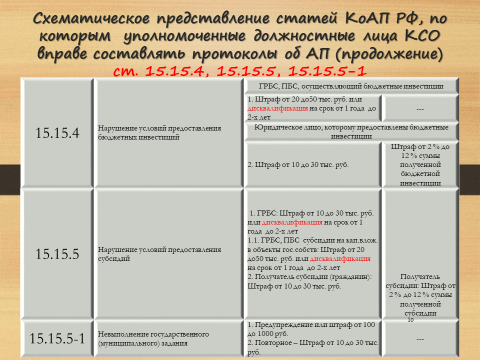 Схематическое представление статей КоАП РФ, по
которым уполномоченные должностные лица КСО
вправе составлять протоколы об АП (продолжение)
ст. 15.15.4, 15.15.5, 15.15.5-1
15.15.4
Нарушение условий предоставления
бюджетных инвестиций
ГРБС, ПБС, осуществляющий бюджетные инвестиции
1. Штраф от 20 до50 тыс. руб. или
дисквалификация на срок от 1 года до
2-х лет
---
Юридическое лицо, которому предоставлены бюджетные
инвестиции
2. Штраф от 10 до 30 тыс. руб.
Штраф от 2 % до
12 % суммы
полученной
бюджетной
инвестиции
15.15.5
Нарушение условий предоставления
субсидий
1. ГРБС: Штраф от 10 до 30 тыс. руб.
или дисквалификация на срок от 1
года до 2-х лет
1.1. ГРБС, ПБС субсидии на кап.влож.
в объекты гос.собств: Штраф от 20
до50 тыс. руб. или дисквалификация
на срок от 1 года до 2-х лет
2. Получатель субсидии (гражданин):
Штраф от 10 до 30 тыс. руб.
Получатель
субсидии: Штраф от
2 % до 12 % суммы
полученной
субсидии
10
15.15.5-1
Невыполнение государственного
(муниципального) задания
1. Предупреждение или штраф от 100
до 1000 руб.
2. Повторное – Штраф от 10 до 30 тыс.
руб.
---